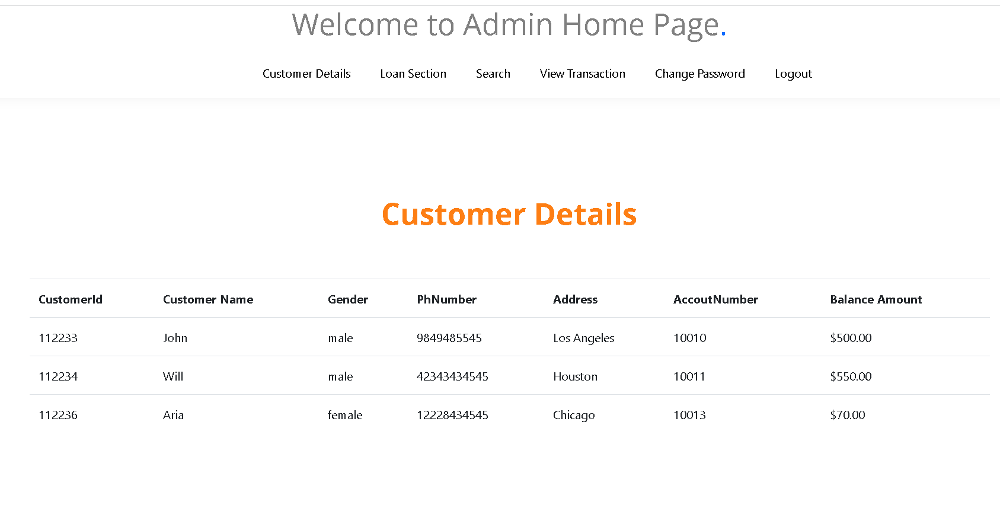 Welcome to Admin Home Page.
Customer Details Loan Section Search View Transaction Change Password Logout
Customer Details
CustomerId Customer Name Gender PhNumber Address AccoutNumber Balance Amount
112233 John male 9849485545 Los Angeles 10010 $500.00
112234 Will male 42343434545 Houston 10011 $550.00
112236 Aria female 12228434545 Chicago 10013 $70.00